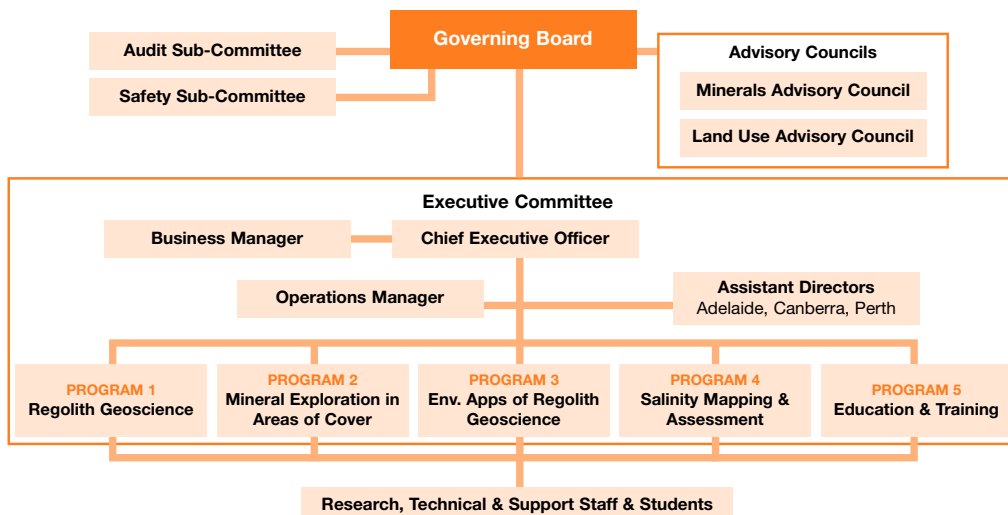 Governing Board
Audit Sub-Committee
Safety Sub-Committee
Advisory Councils
Minerals Advisory Council
Land Use Advisory Council
Executive Committee
Business Manager
Chief Executive Officer
Operations Manager
Assistant Directors
Adelaide, Canberra, Perth
PROGRAM 1
Regolith Geoscience
PROGRAM 2
Mineral Exploration in
Areas of Cover
PROGRAM 3
Env. Apps of Regolith
Geoscience
PROGRAM 4
Salinity Mapping &
Assessment
PROGRAM 5
Education & Training
Research, Technical & Support Staff & Students